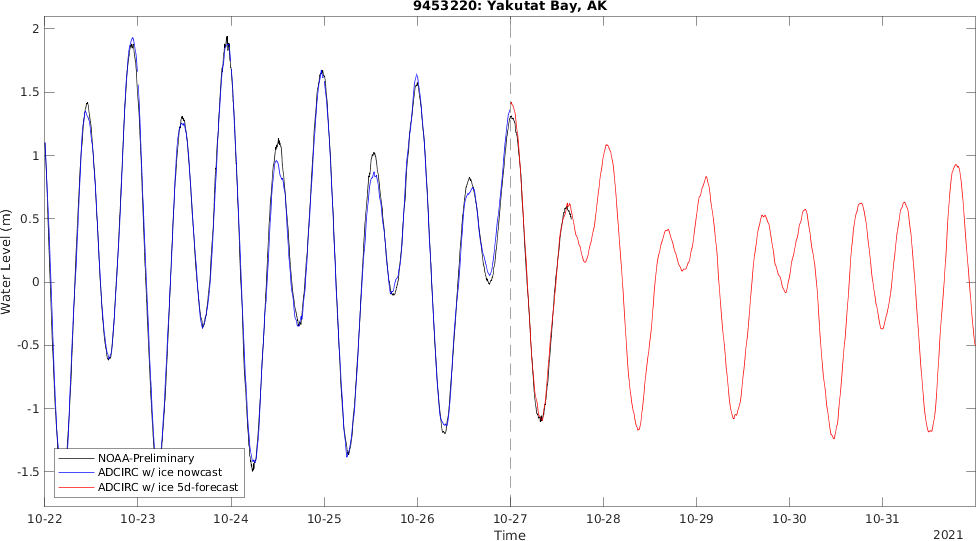 9453220: Yakutat Bay, AK
2
1.5
1
0.5
0
-0.5
-1
-1.5
Water Level (m)
NOAA-Preliminary
ADCIRC w/ ice nowcast
ADCIRC w/ ice 5d-forecast
10-22 10-23 10-24 10-25 10-26 10-27 10-28 10-29 10-30 10-31
Time
2021